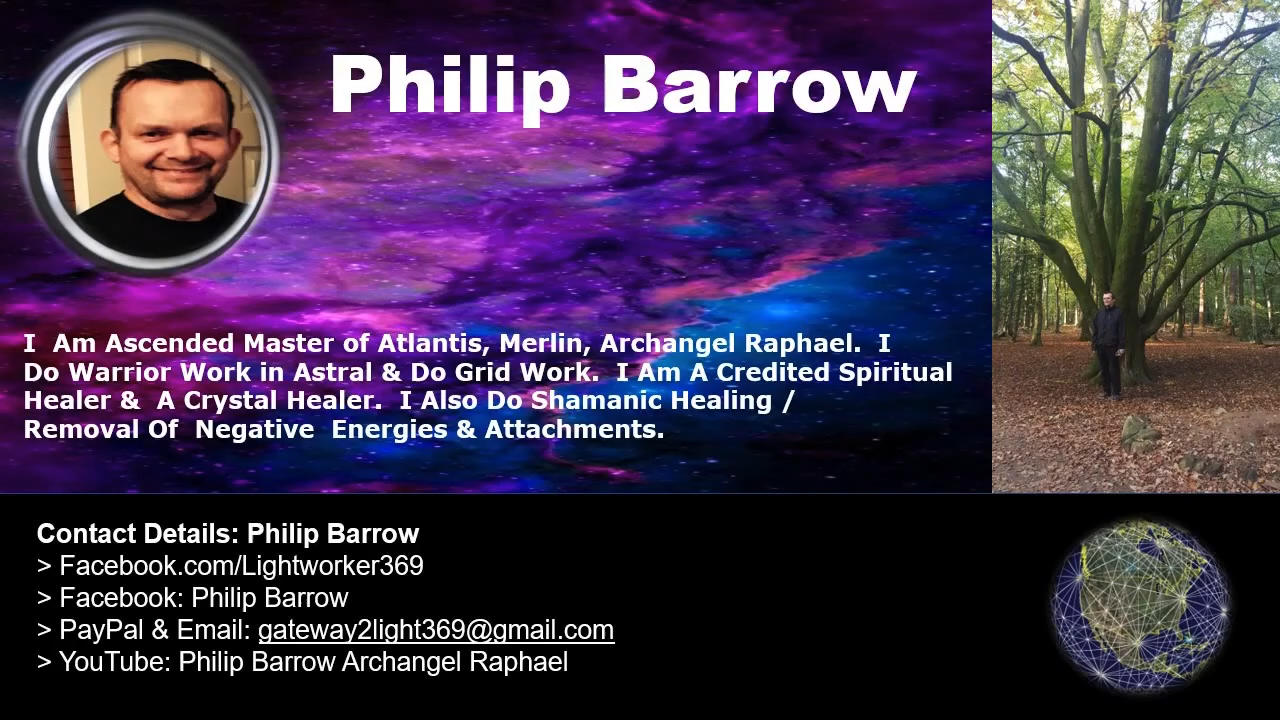 Philip Barrow
I Am Ascended Master of Atlantis, Merlin, Archangel Raphael. I
Do Warrior Work in Astral & Do Grid Work. I Am A Credited Spiritual
Healer & A Crystal Healer. I Also Do Shamanic Healing /
Removal Of Negative Energies & Attachments.
Contact Details: Philip Barrow
> Facebook.com/Lightworker369
> Facebook: Philip Barrow
> PayPal & Email: gateway2light369@gmail.com
> YouTube: Philip Barrow Archangel Raphael